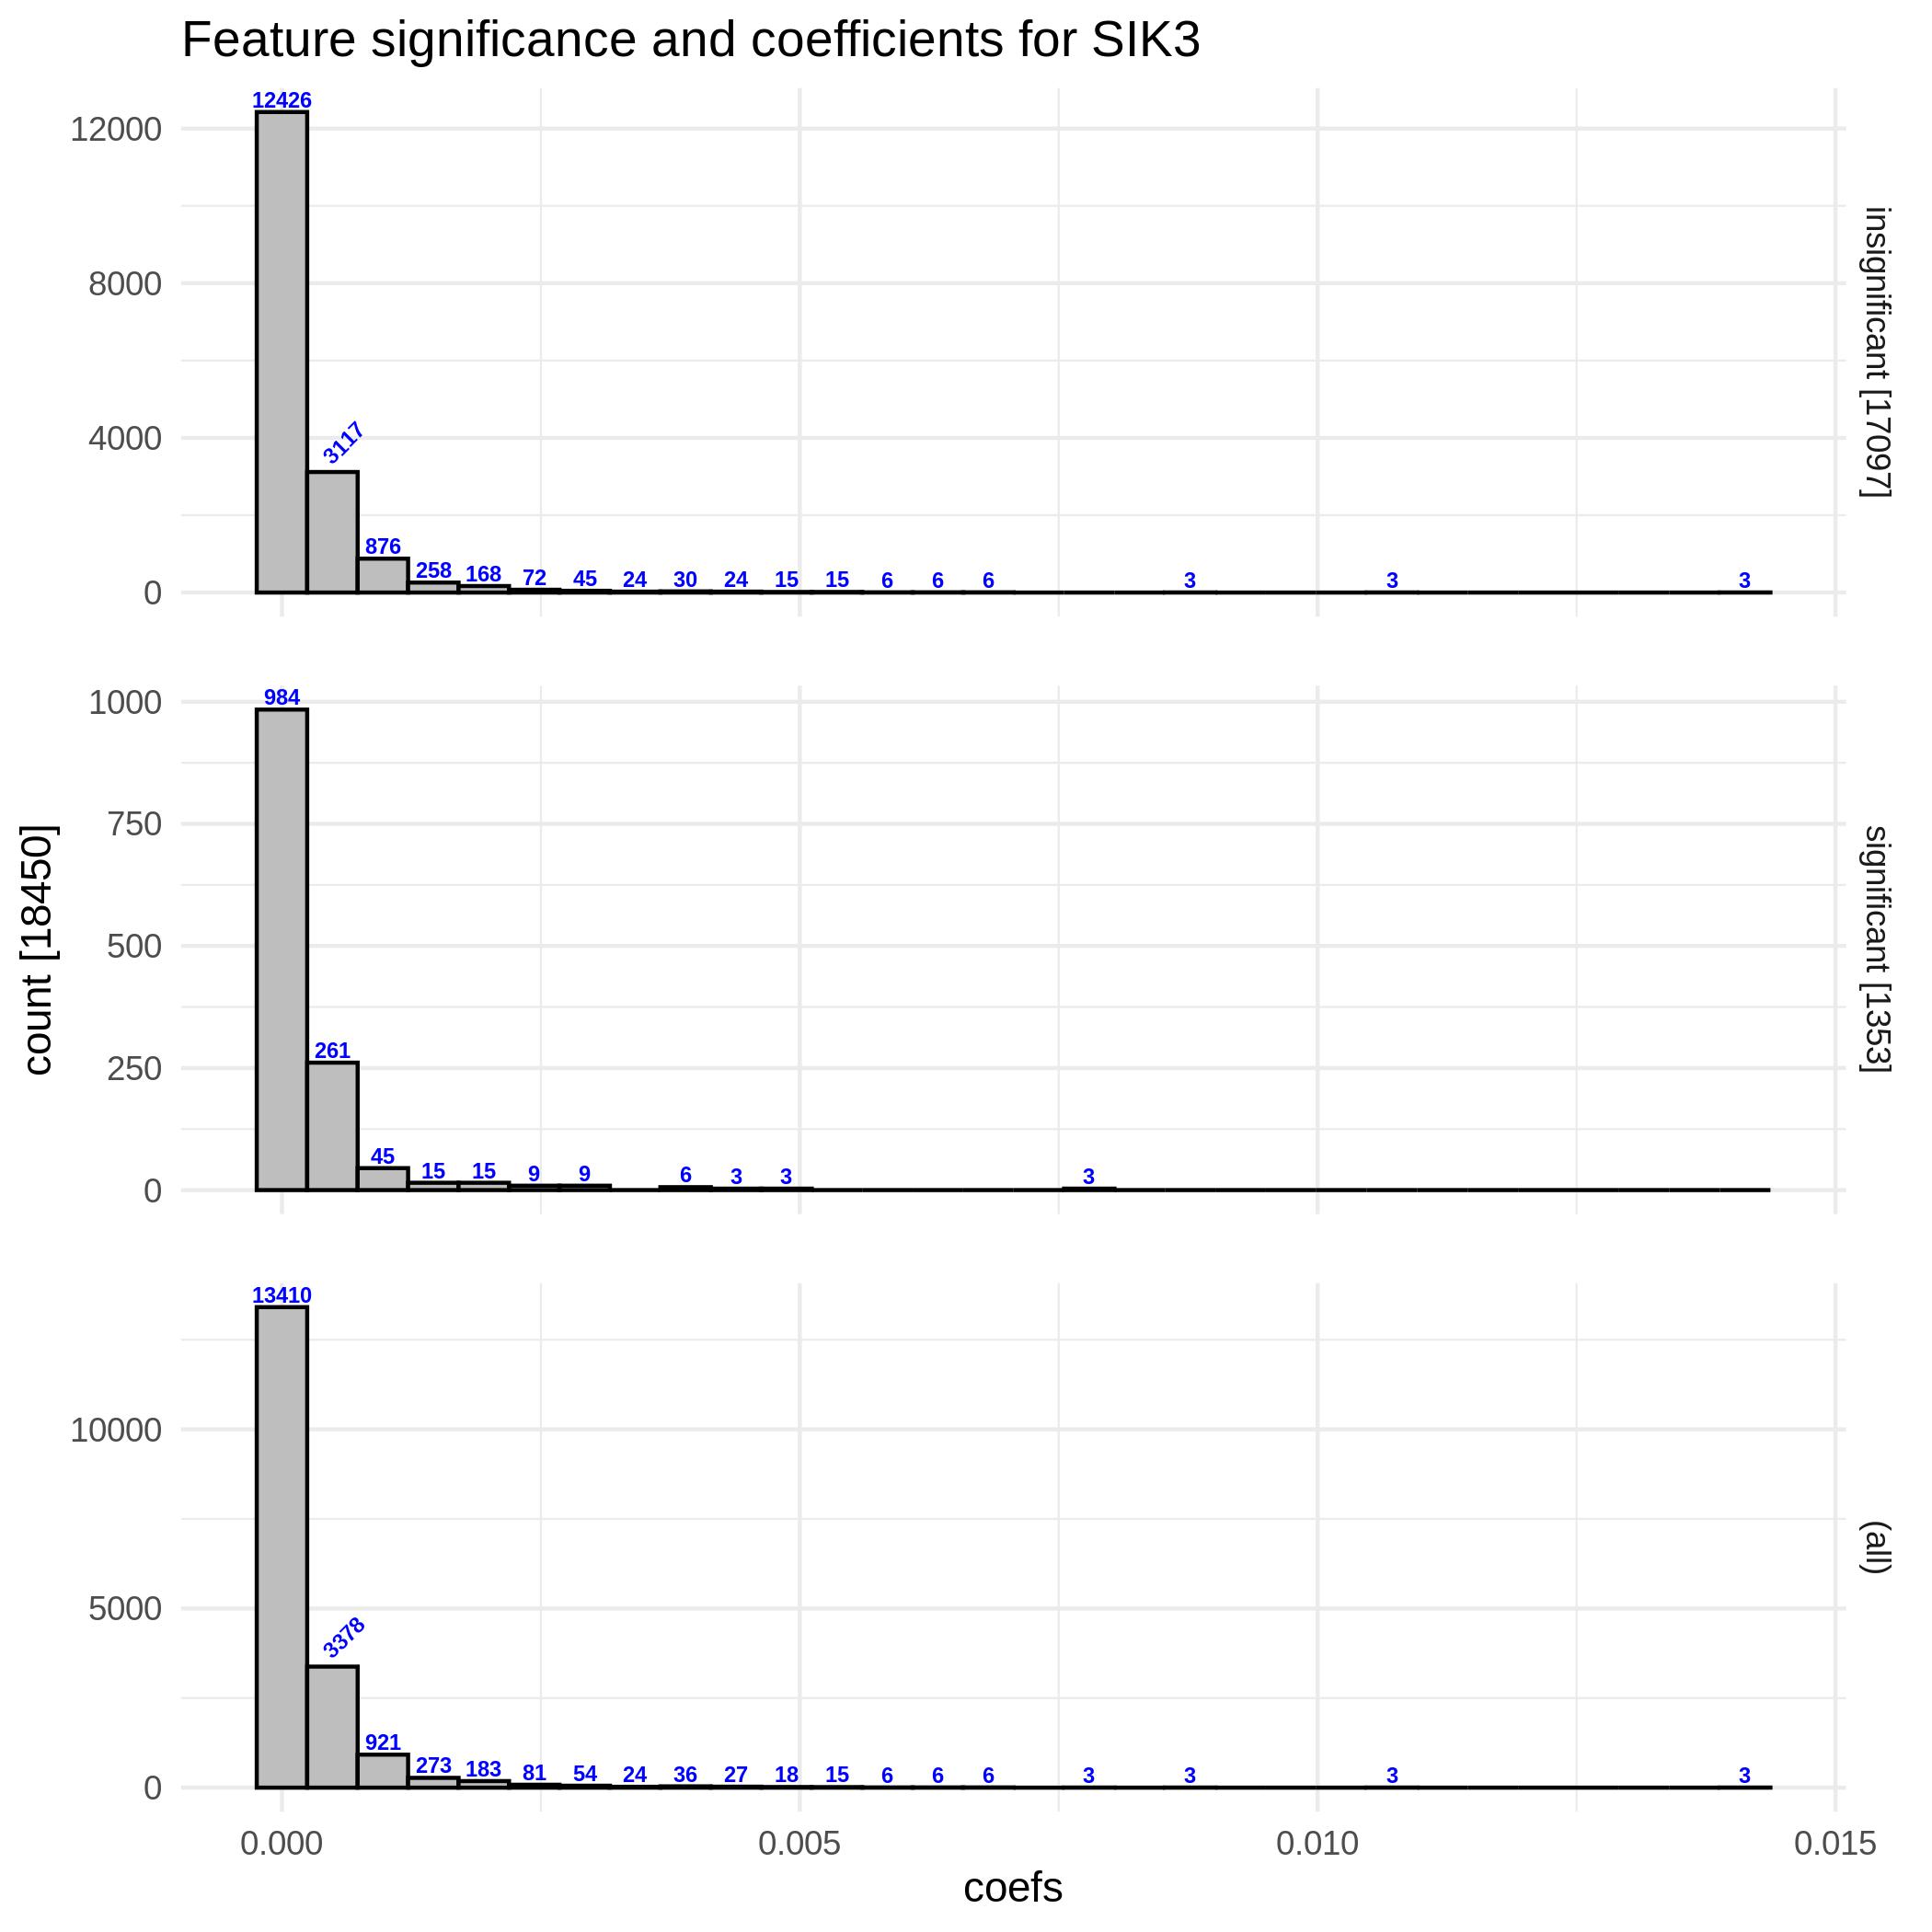 Feature significance and coefficients for SIK3
12426
12000
8000
4000
0
3117
876
258 168 72 45 24 30 24 15 15 6 6 6 3 3 3
insignificant [17097]
984
1000
750
500
250
0
261
45
15 15 9 9 6 3 3 3
significant [1353]
count [18450]
13410
10000
5000
0
3378
921
273 183 81 54 24 36 27 18 15 6 6 6 3 3 3 3
(all)
0.000 0.005 0.010 0.015
coefs